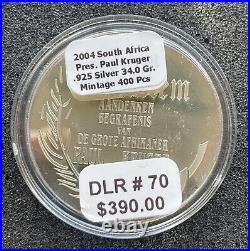 2004 South Africa
Pres. Paul Kruger
.925 Silver 34.0 Gr.
Mintage 400 Pcs
AANDENKEN
BEGRAFENIS
VAN
DE GROTE AFRIKANER
DLR # 70
$390.00